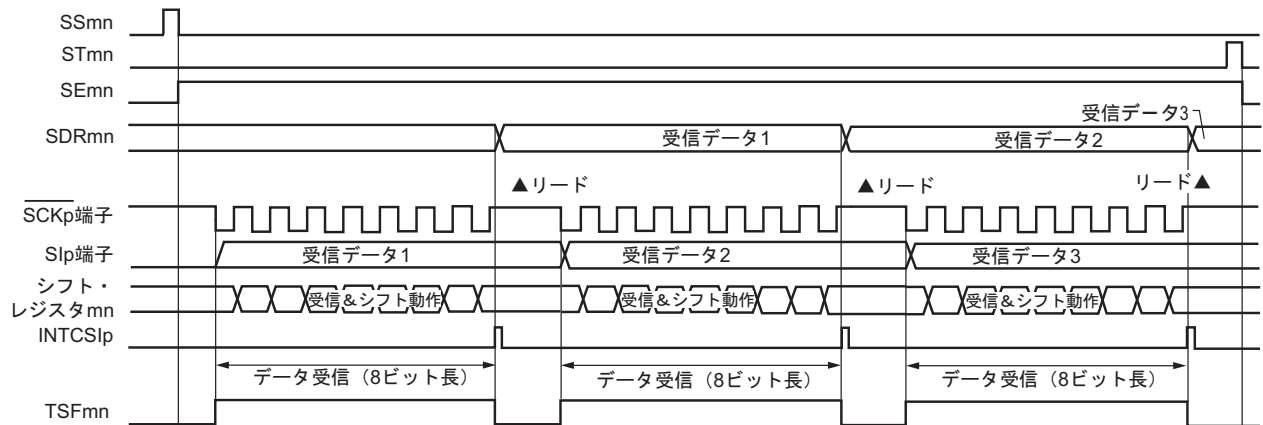 SSmn
STmn
SEmn
受信データ3
SDRmn
受信データ1
受信データ2
▲リード
▲リード
リード▲
SCKp端子
SIp端子
受信データ1
受信データ2
受信データ3
シフト・
レジスタmn
受信&シフト動作
受信&シフト動作
受信&シフト動作
INTCSIp
データ受信（8ビット長）
データ受信（8ビット長）
データ受信（8ビット長）
TSFmn